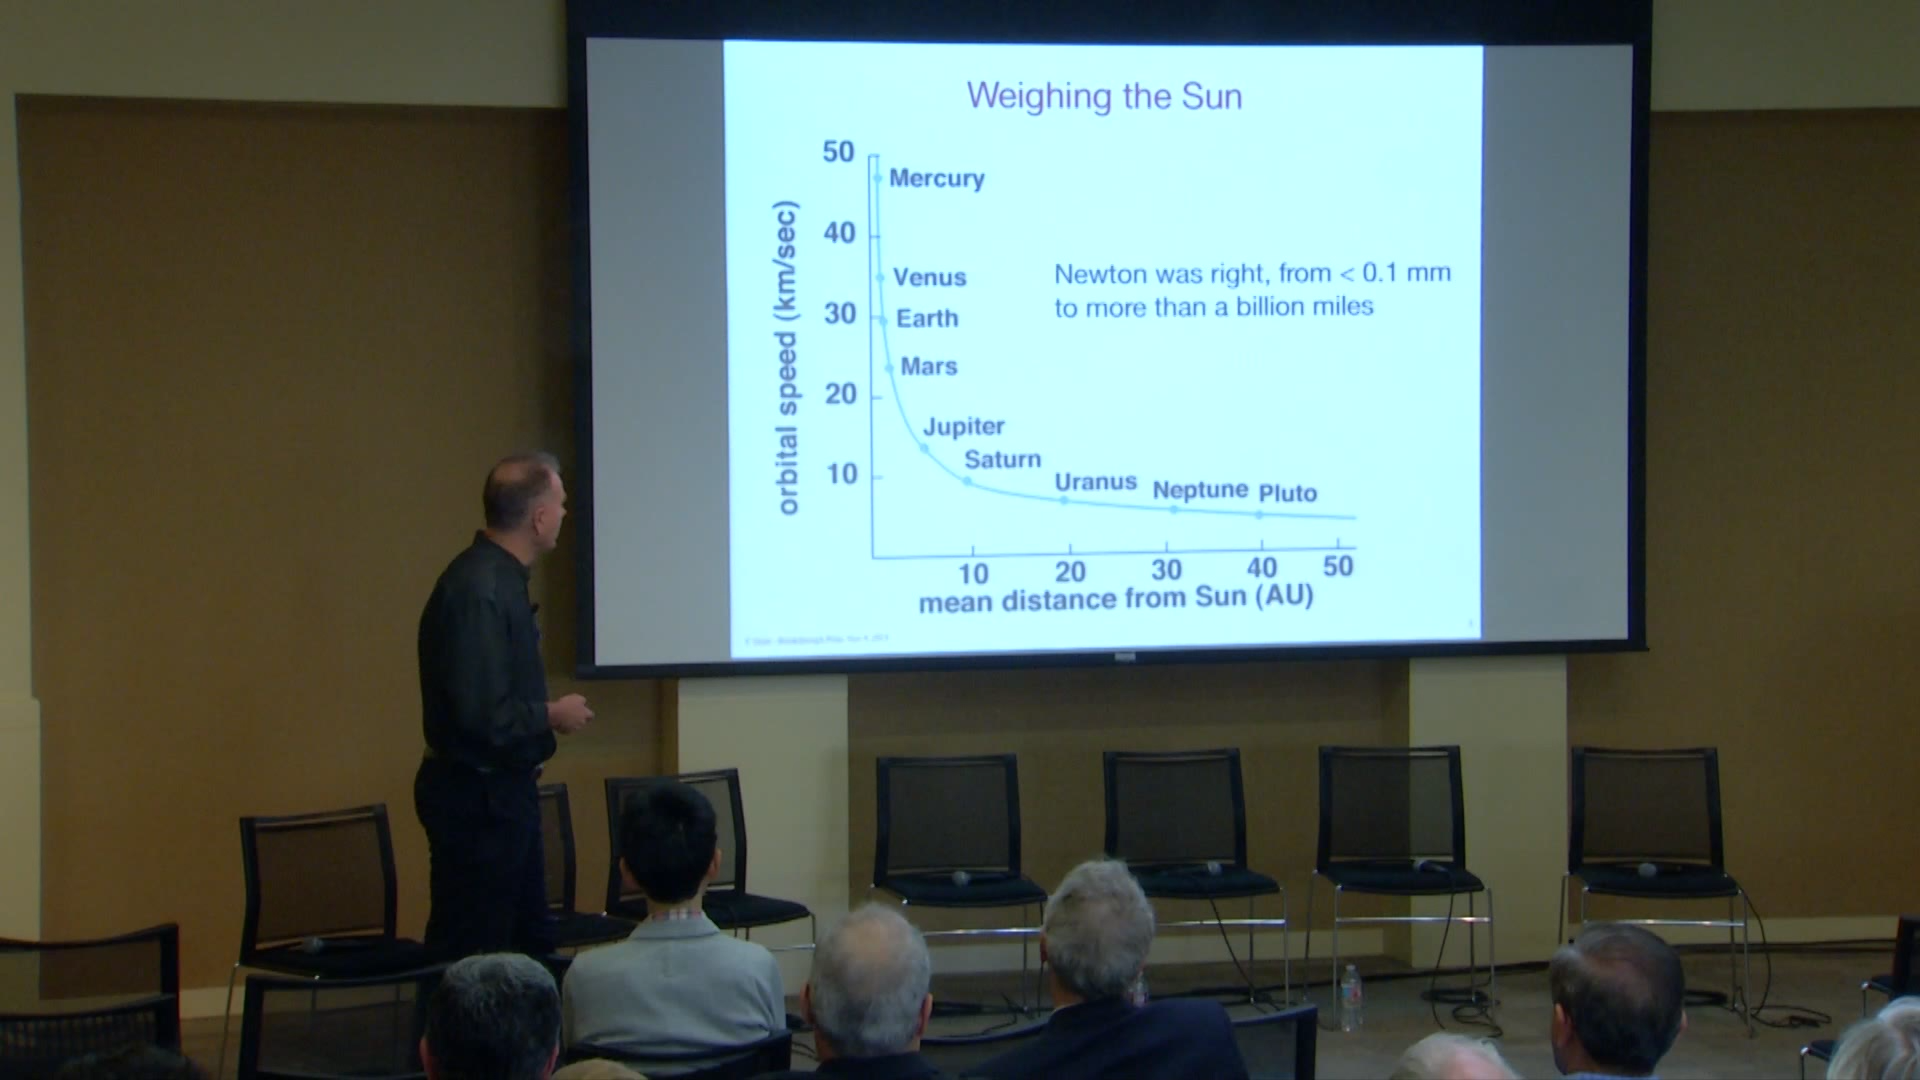 Weighing the Sun
50
Mercury
40
Venus
Newton was right, from < 0.1 mm
to more than a billion miles
30
Earth
Mars
20
Jupiter
Saturn
10
Uranus
Neptune
Pluto
orbital speed (km/sec)
10 20 30 40 50
mean distance from Sun (AU)